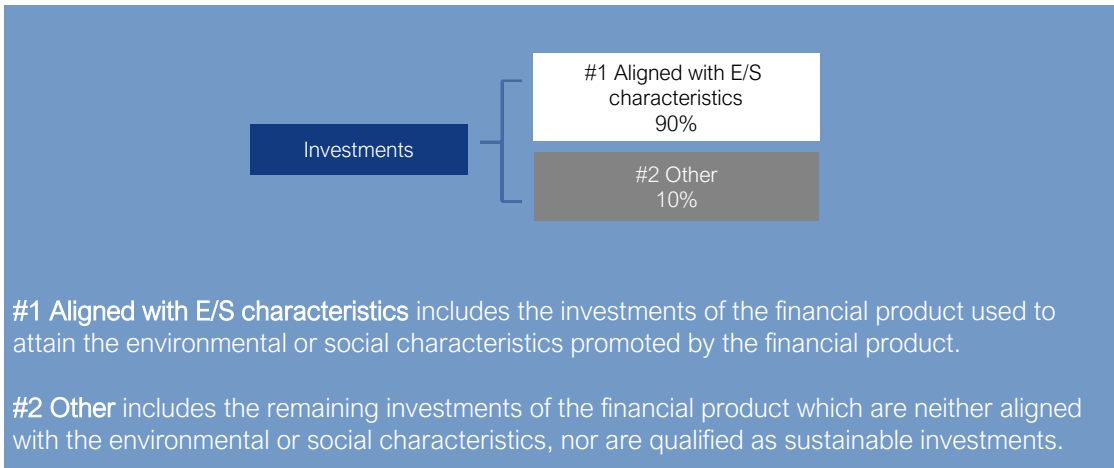 #1 Aligned with E/S
characteristics
90%
Investments
#2 Other
10%
#1 Aligned with E/S characteristics includes the investments of the financial product used to
attain the environmental or social characteristics promoted by the financial product.
#2 Other includes the remaining investments of the financial product which are neither aligned
with the environmental or social characteristics, nor are qualified as sustainable investments.